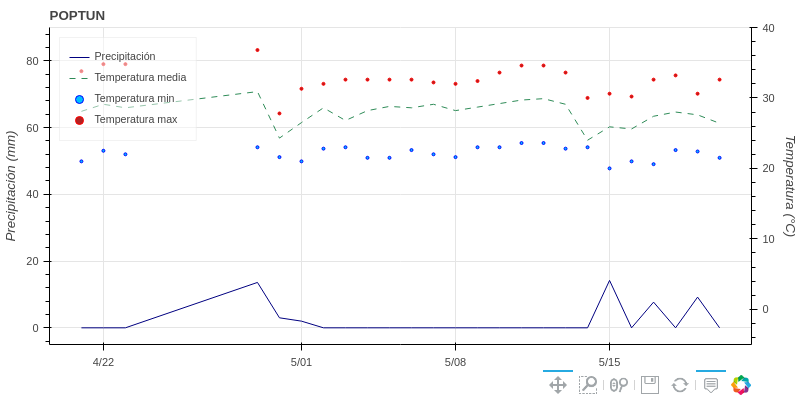 POPTUN
Precipitación
Temperatura media
Temperatura min
Temperatura max
Precipitación (mm)
80
60
40
20
0
Temperatura (°C)
40
30
20
10
0
4/22
5/01
5/08
5/15